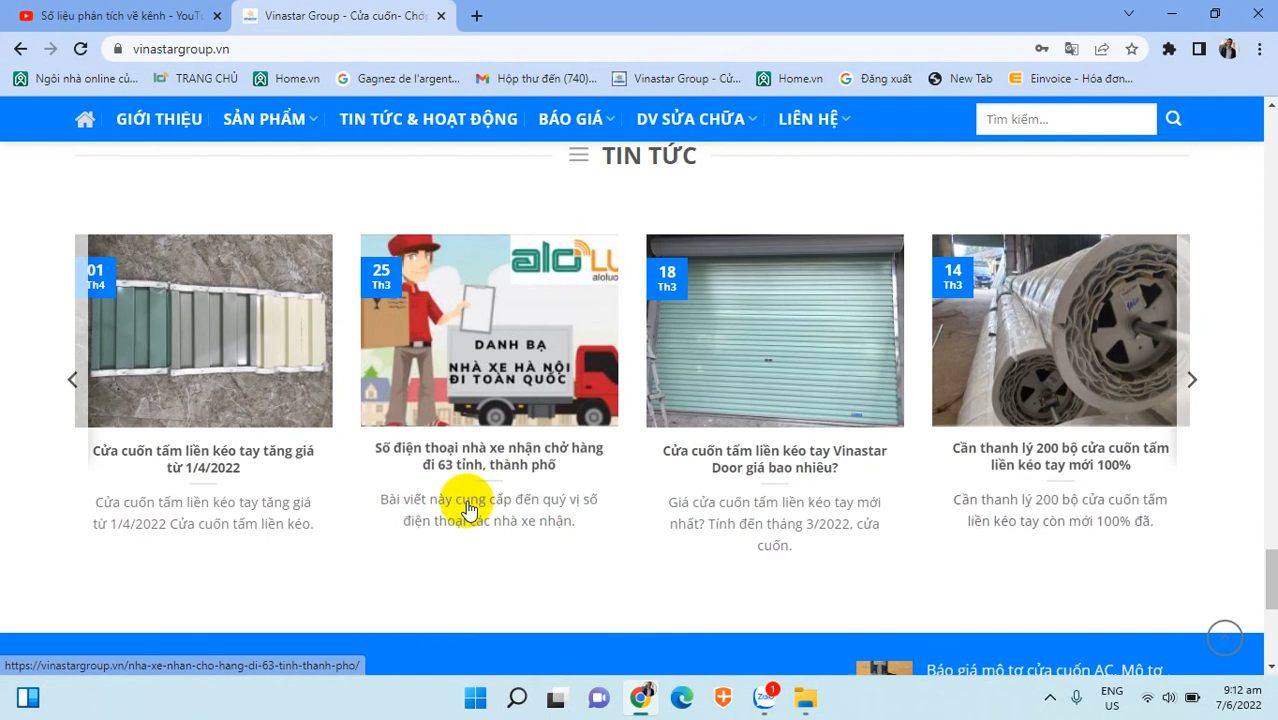 Số liệu phân tích về kênh - YouTu
Vinastar Group - Cửa cuốn- Chớp
vinastargroup.vn
Ngôi nhà online củ...
TRANG CHỦ
Home.vn
Gagnez de l'argent...
Hộp thư đến (740)...
Vinastar Group - Cử...
Home.vn
Đăng xuất
New Tab
Einvoice - Hóa đơn...
GIỚI THIỆU
SẢN PHẨM
TIN TỨC & HOẠT ĐỘNG
BÁO GIÁ
DV SỬA CHỮA
LIÊN HỆ
Tìm kiếm...
TIN TỨC
01
Th4
Cửa cuốn tấm liền kéo tay tăng giá
từ 1/4/2022
Cửa cuốn tấm liền kéo tay tăng giá
từ 1/4/2022 Cửa cuốn tấm liền kéo.
25
Th3
alo
aloluo
DANH BẠ
NHÀ XE HÀ NỘI
ĐI TOÀN QUỐC
Số điện thoại nhà xe nhận chở hàng
đi 63 tỉnh, thành phố
Bài viết này cung cấp đến quý vị số
điện thoại các nhà xe nhận.
18
Th3
Cửa cuốn tấm liền kéo tay Vinastar
Door giá bao nhiêu?
Giá cửa cuốn tấm liền kéo tay mới
nhất? Tính đến tháng 3/2022, cửa
cuốn.
14
Th3
Cần thanh lý 200 bộ cửa cuốn tấm
liền kéo tay mới 100%
Cần thanh lý 200 bộ cửa cuốn tấm
liền kéo tay còn mới 100% đã.
https://vinastargroup.vn/nha-xe-nhan-cho-hang-di-63-tinh-thanh-pho/
Báo giá mô tơ cửa cuốn AC, Mô tơ
Zalo
1
ENG
US
9:12 am
7/6/2022